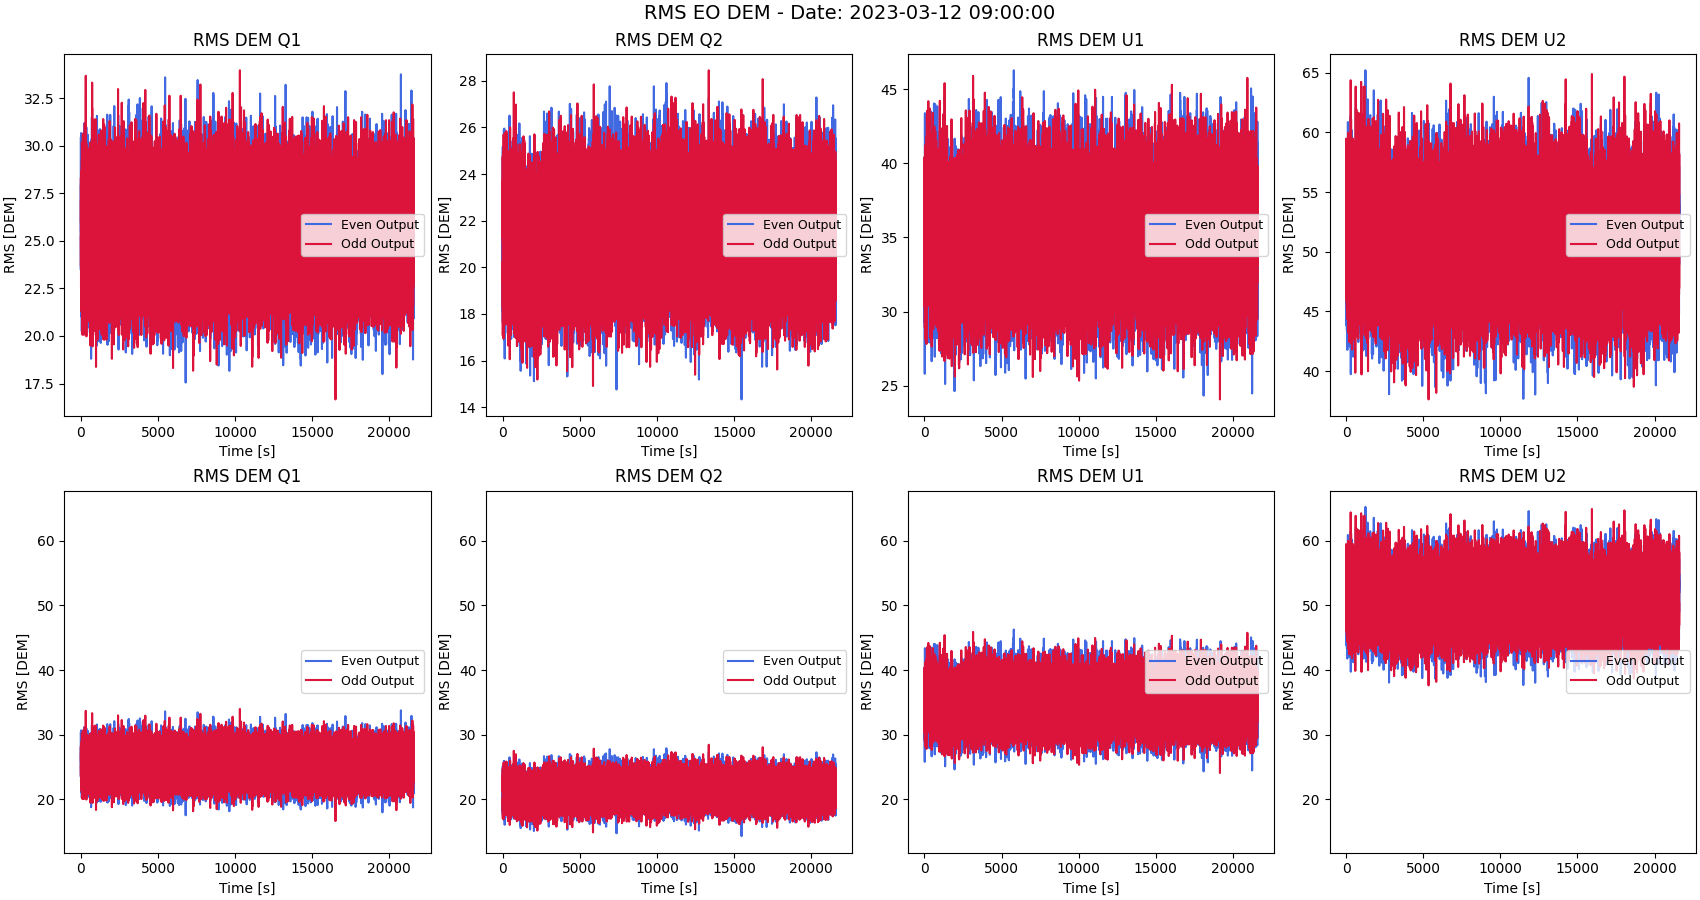 RMS EO DEM - Date: 2023-03-12 09:00:00
RMS DEM Q1
RMS [DEM]
32.5
30.0
27.5
25.0
22.5
20.0
17.5
Even Output
Odd Output
0 5000 10000 15000 20000
Time [s]
RMS DEM Q2
RMS [DEM]
28
26
24
22
20
18
16
14
Even Output
Odd Output
0 5000 10000 15000 20000
Time [s]
RMS DEM U1
RMS [DEM]
45
40
35
30
25
Even Output
Odd Output
0 5000 10000 15000 20000
Time [s]
RMS DEM U2
RMS [DEM]
65
60
55
50
45
40
Even Output
Odd Output
0 5000 10000 15000 20000
Time [s]
RMS DEM Q1
RMS [DEM]
60
50
40
30
20
Even Output
Odd Output
0 5000 10000 15000 20000
Time [s]
RMS DEM Q2
RMS [DEM]
60
50
40
30
20
Even Output
Odd Output
0 5000 10000 15000 20000
Time [s]
RMS DEM U1
RMS [DEM]
60
50
40
30
20
Even Output
Odd Output
0 5000 10000 15000 20000
Time [s]
RMS DEM U2
RMS [DEM]
60
50
40
30
20
Even Output
Odd Output
0 5000 10000 15000 20000
Time [s]